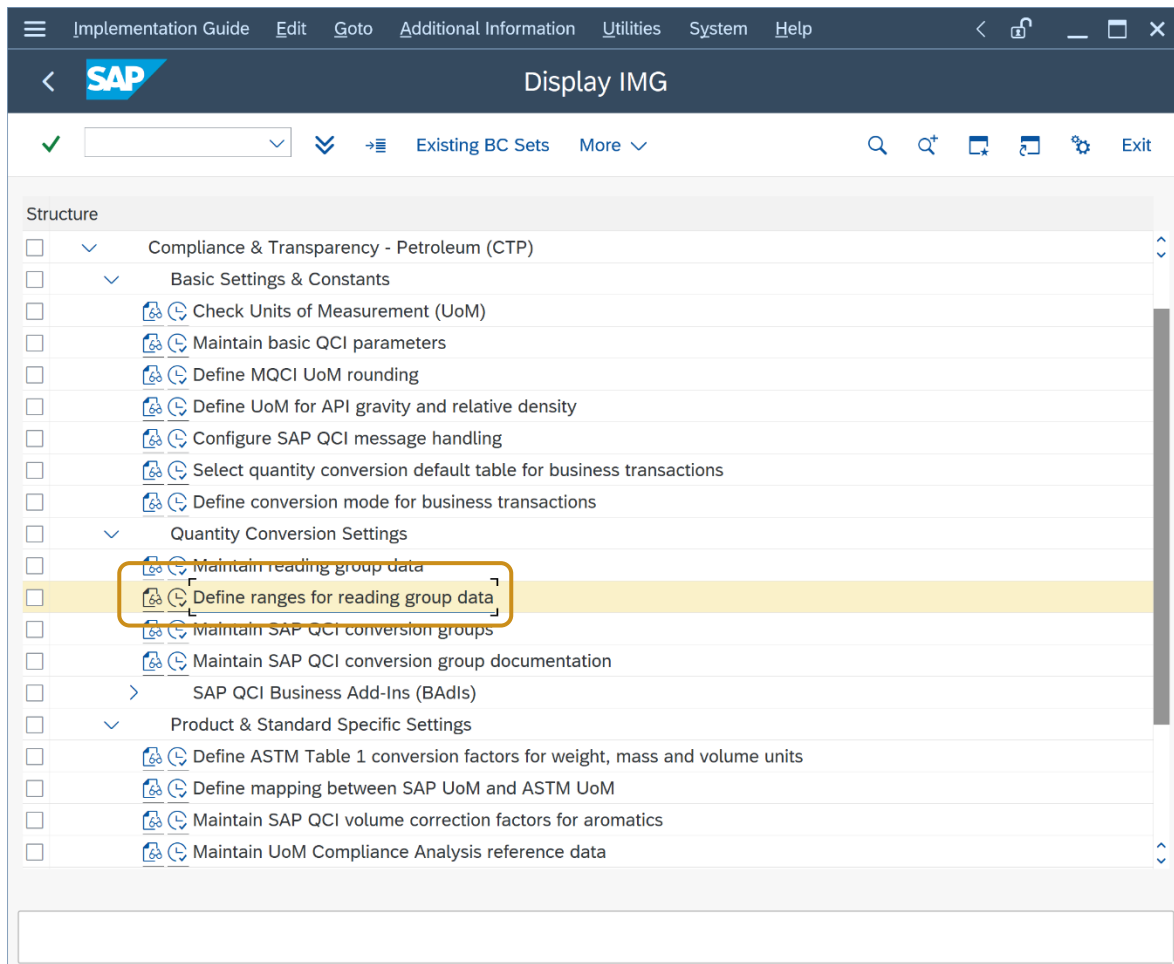 Implementation Guide Edit Goto Additional Information Utilities System Help
SAP Display IMG
Existing BC Sets More Exit
Structure
Compliance & Transparency - Petroleum (CTP)
Basic Settings & Constants
Check Units of Measurement (UoM)
Maintain basic QCI parameters
Define MQCI UoM rounding
Define UoM for API gravity and relative density
Configure SAP QCI message handling
Select quantity conversion default table for business transactions
Define conversion mode for business transactions
Quantity Conversion Settings
Maintain reading group data
Define ranges for reading group data
Maintain SAP QCI conversion groups
Maintain SAP QCI conversion group documentation
SAP QCI Business Add-Ins (BAdIs)
Product & Standard Specific Settings
Define ASTM Table 1 conversion factors for weight, mass and volume units
Define mapping between SAP UoM and ASTM UoM
Maintain SAP QCI volume correction factors for aromatics
Maintain UoM Compliance Analysis reference data